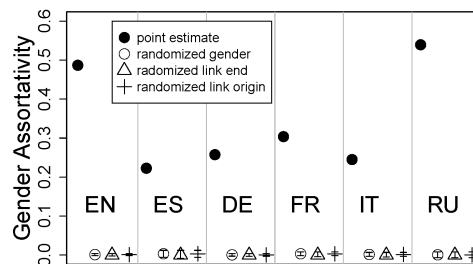 Gender Assortativity
0.6
0.5
0.4
0.3
0.2
0.1
0.0
point estimate
randomized gender
radomized link end
randomized link origin
EN ES DE FR IT RU